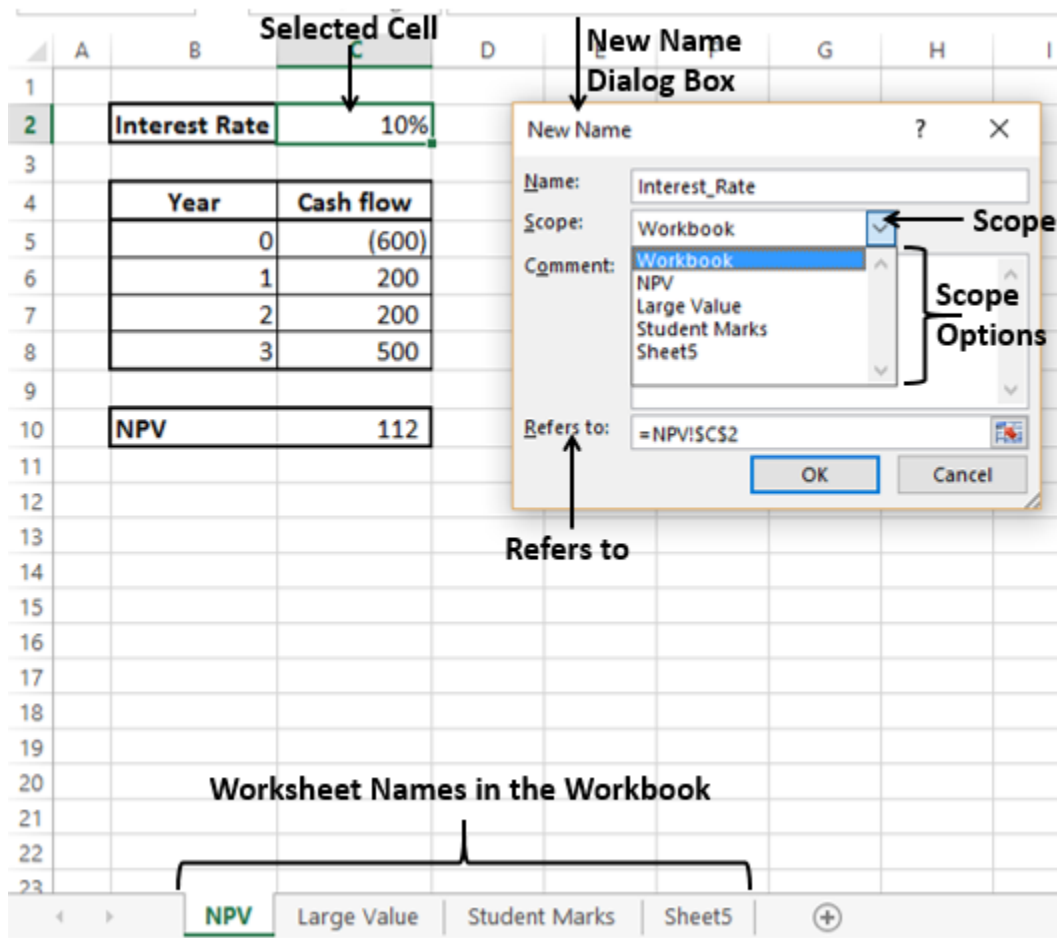 Selected Cell
New Name
Dialog Box
A B C D E F G H I
1
2 Interest Rate 10%
3
4 Year Cash flow
5 0 (600)
6 1 200
7 2 200
8 3 500
9
10 NPV 112
11
12
13
14
15
16
17
18
19
20
21
22
23
New Name ? ×
Name: Interest_Rate
Scope: Workbook
Scope
Comment:
Workbook
NPV
Large Value
Student Marks
Sheet5
Scope
Options
Refers to: =NPV!$C$2
OK Cancel
Refers to
Worksheet Names in the Workbook
NPV Large Value Student Marks Sheet5